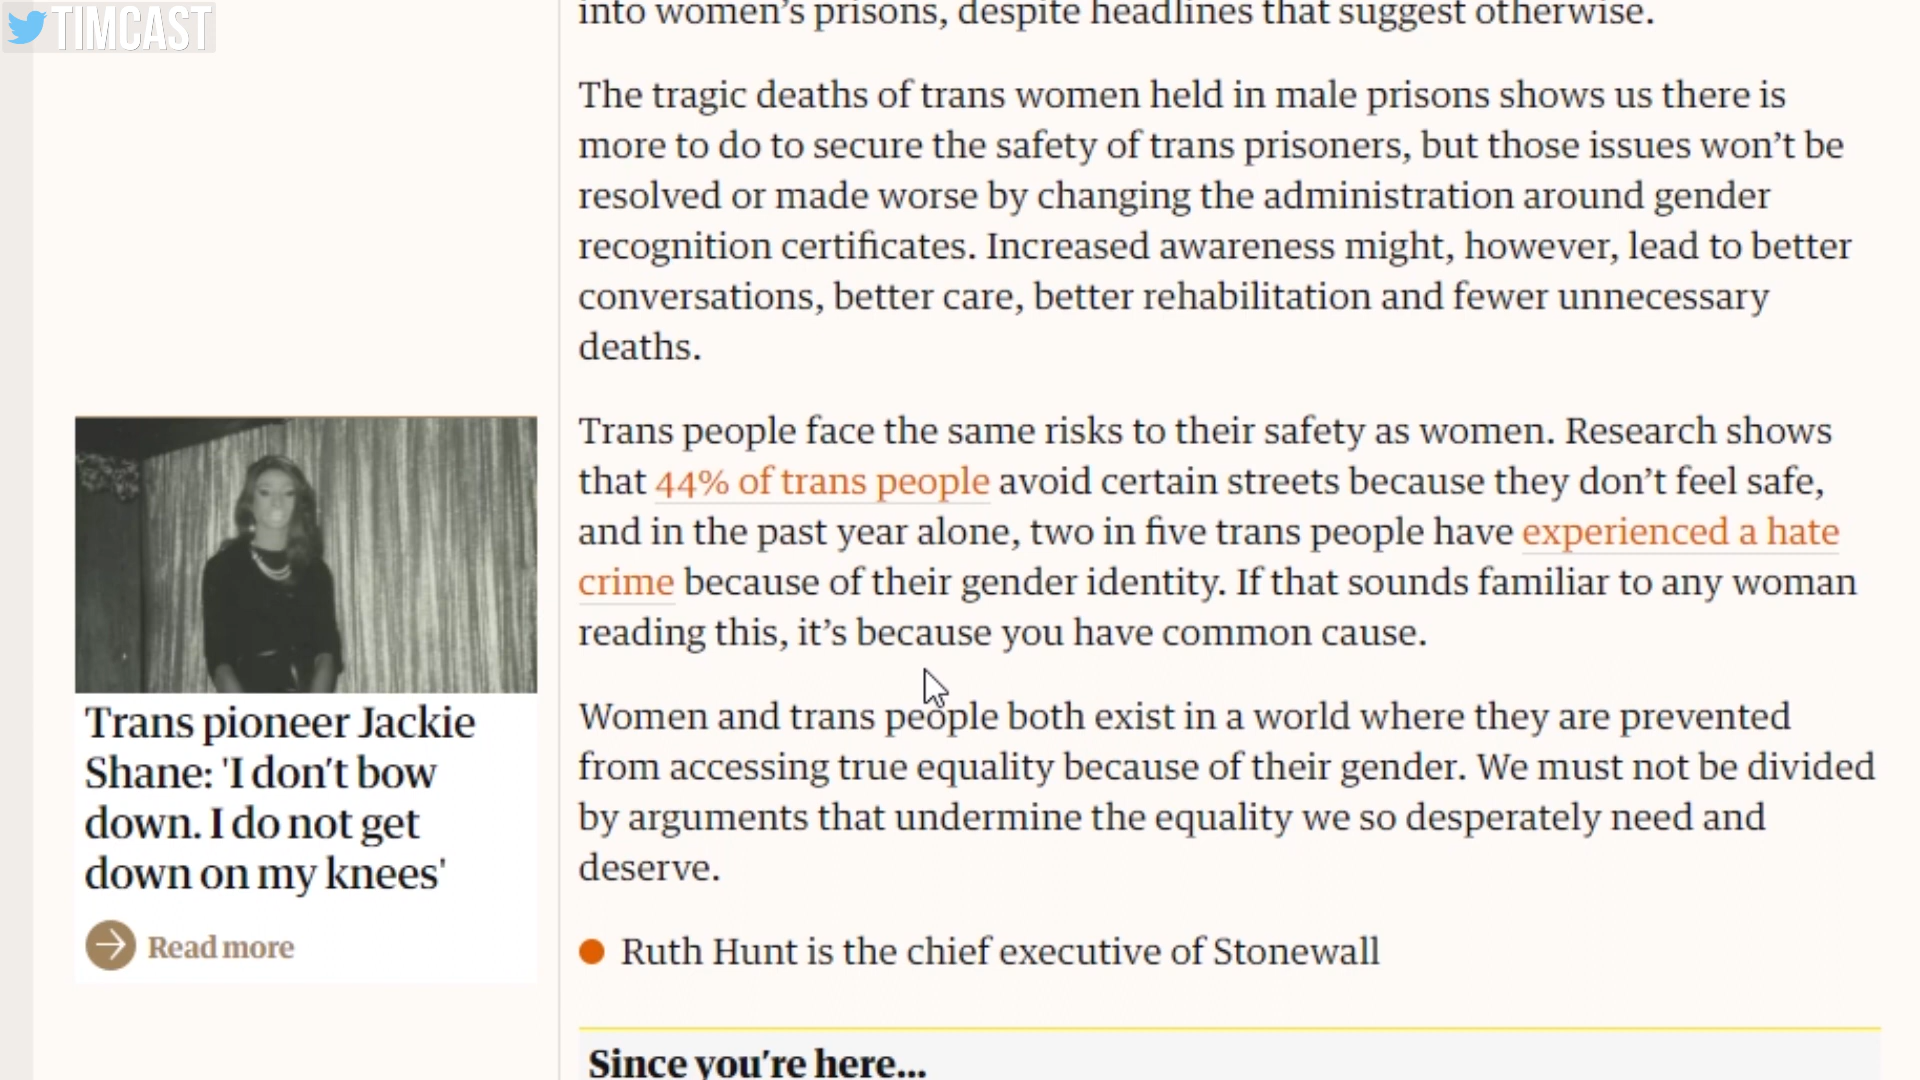 TIMCAST
into women’s prisons, despite headlines that suggest otherwise.
The tragic deaths of trans women held in male prisons shows us there is
more to do to secure the safety of trans prisoners, but those issues won’t be
resolved or made worse by changing the administration around gender
recognition certificates. Increased awareness might, however, lead to better
conversations, better care, better rehabilitation and fewer unnecessary
deaths.
Trans people face the same risks to their safety as women. Research shows
that 44% of trans people avoid certain streets because they don’t feel safe,
and in the past year alone, two in five trans people have experienced a hate
crime because of their gender identity. If that sounds familiar to any woman
reading this, it’s because you have common cause.
Women and trans people both exist in a world where they are prevented
from accessing true equality because of their gender. We must not be divided
by arguments that undermine the equality we so desperately need and
deserve.
Ruth Hunt is the chief executive of Stonewall
Since you’re here...
Trans pioneer Jackie
Shane: 'I don’t bow
down. I do not get
down on my knees'
Read more